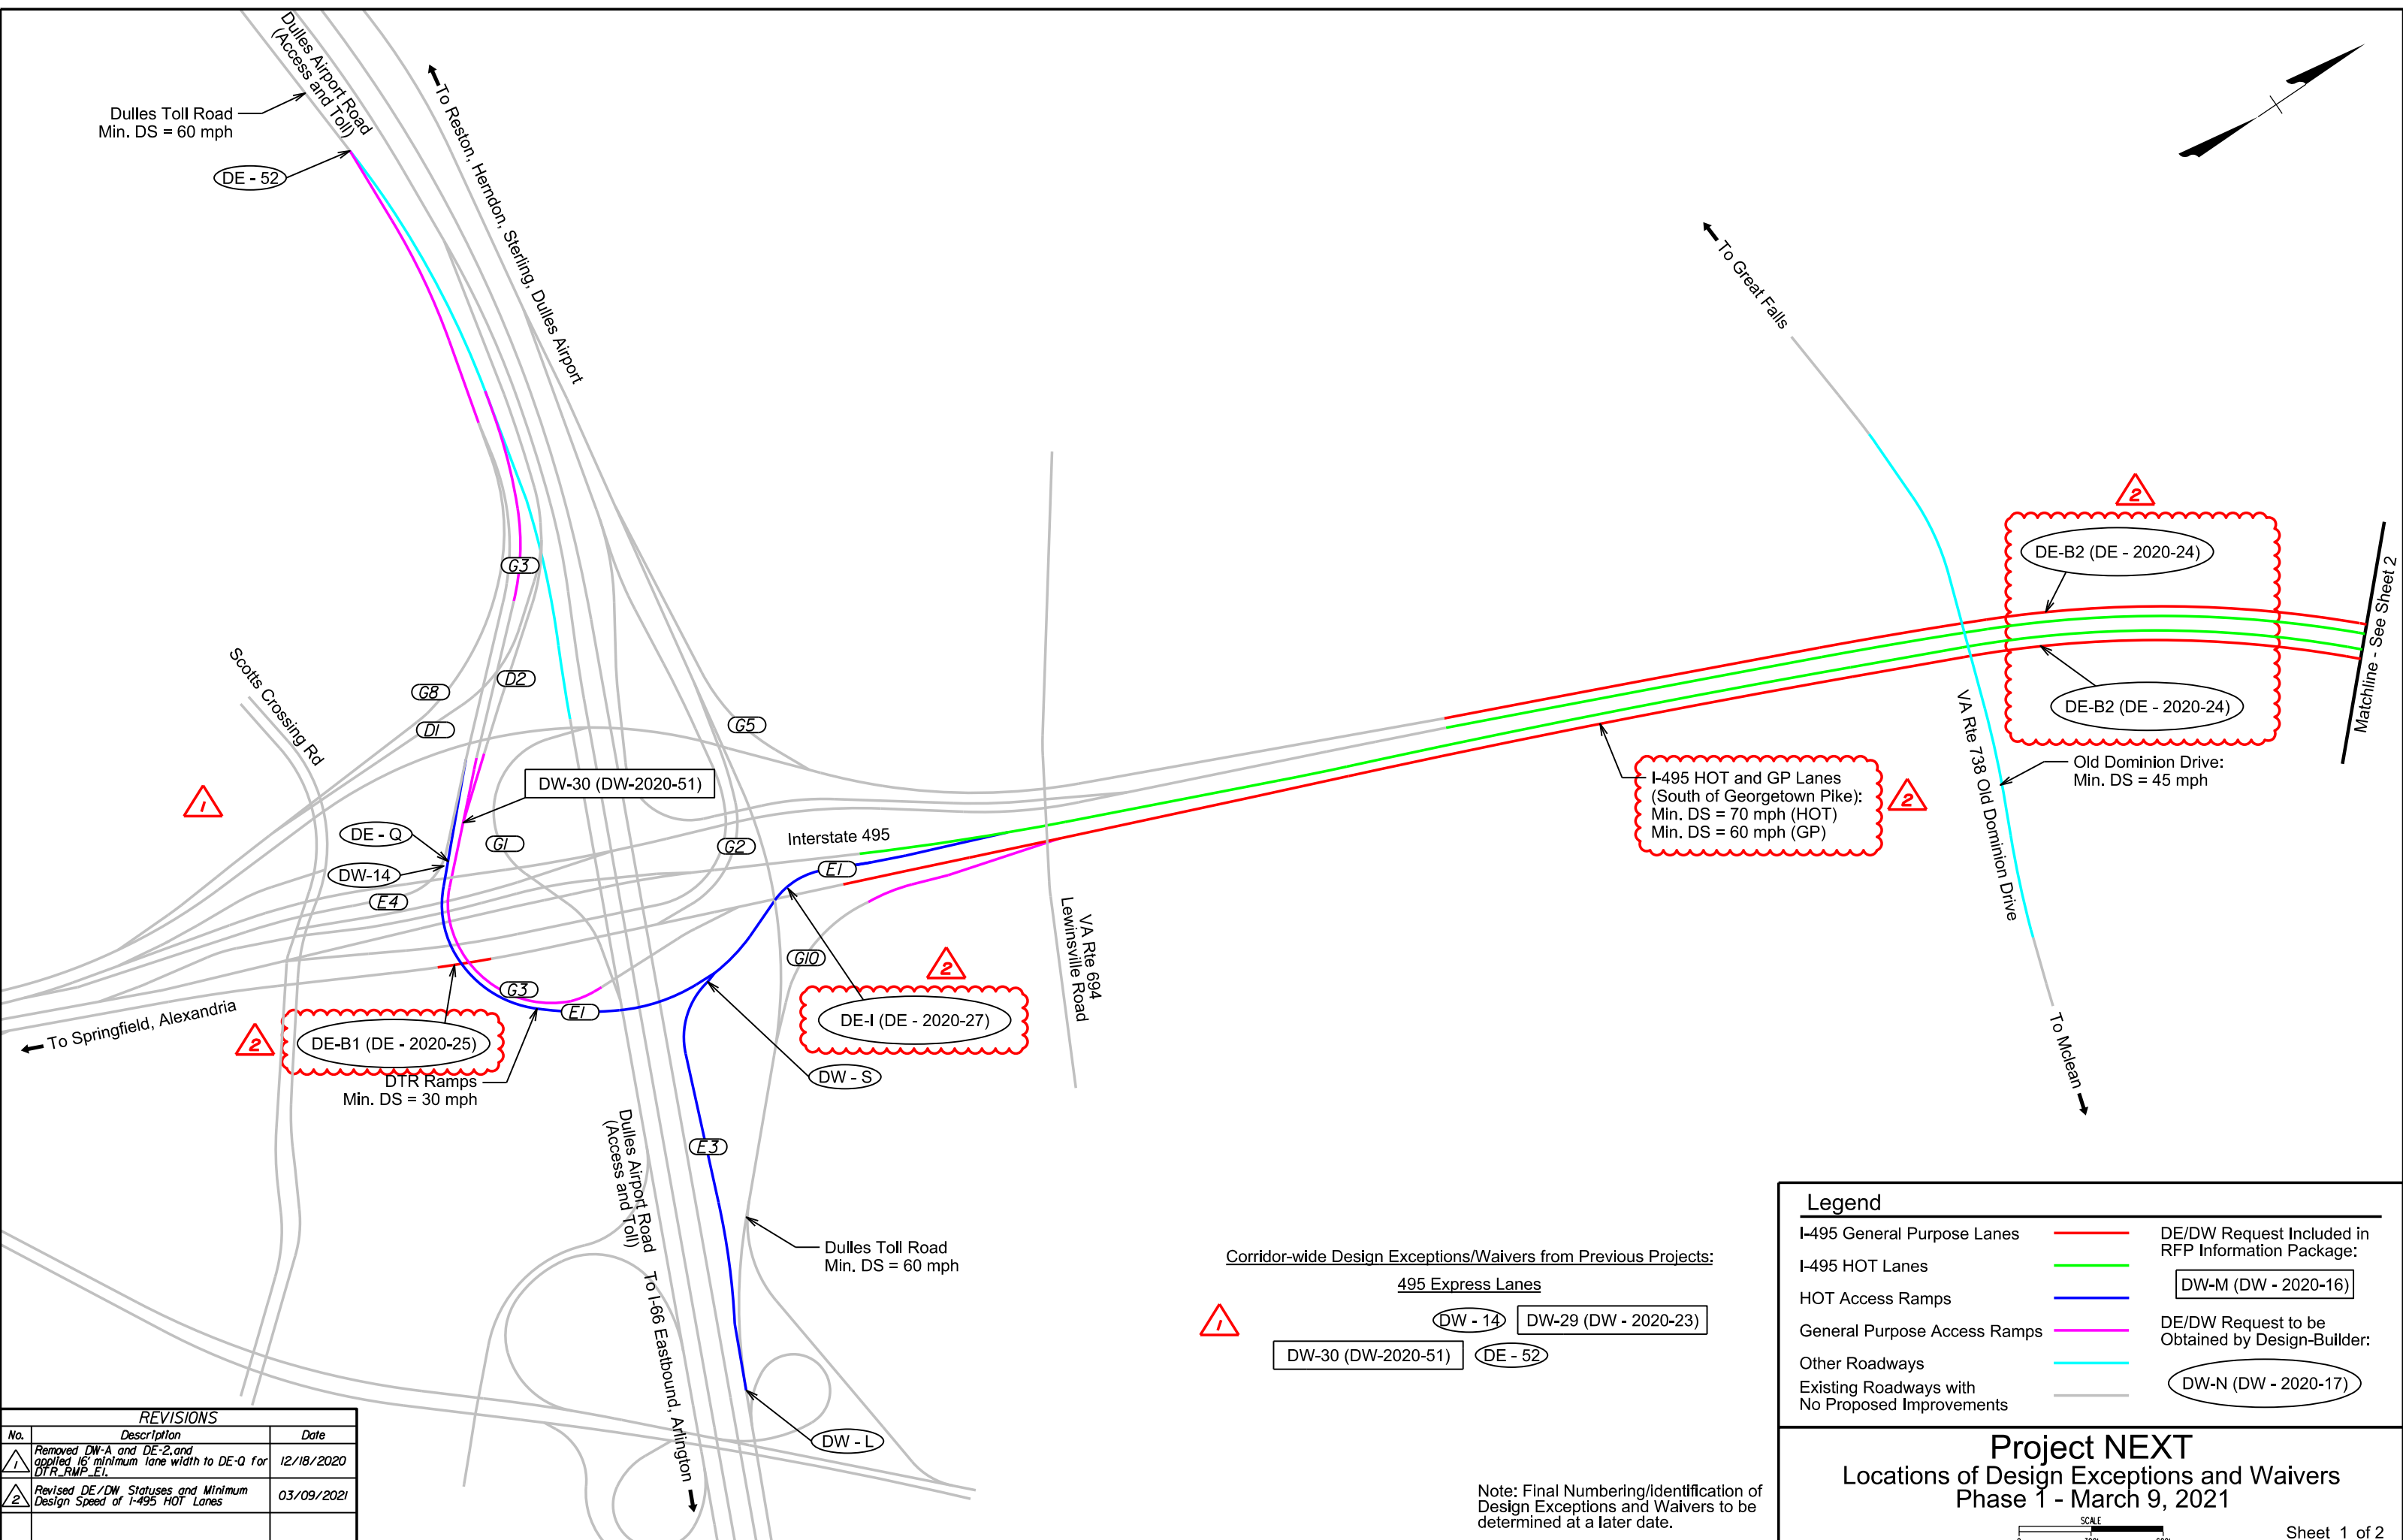 Dulles Airport Road
(Access and Toll)
Dulles Toll Road
Min. DS = 60 mph
DE - 52
To Reston, Herndon, Sterling, Dulles Airport
To Great Falls
G3
2
DE-B2 (DE - 2020-24)
DE-B2 (DE - 2020-24)
Matchline - See Sheet 2
Scotts Crossing Rd
G8
D2
D1
G5
1
DW-30 (DW-2020-51)
DE - Q
DW-14
G1
G2
E4
Interstate 495
E1
I-495 HOT and GP Lanes
(South of Georgetown Pike):
Min. DS = 70 mph (HOT)
Min. DS = 60 mph (GP)
2
VA Rte 738 Old Dominion Drive
Old Dominion Drive:
Min. DS = 45 mph
VA Rte 694
Lewinsville Road
G10
2
DE-I (DE - 2020-27)
G3
E1
To Springfield, Alexandria
2
DE-B1 (DE - 2020-25)
DTR Ramps
Min. DS = 30 mph
DW - S
To Mclean
Dulles Airport Road
(Access and Toll)
E3
Dulles Toll Road
Min. DS = 60 mph
To I-66 Eastbound, Arlington
DW - L
Corridor-wide Design Exceptions/Waivers from Previous Projects:
495 Express Lanes
1
DW - 14
DW-29 (DW - 2020-23)
DW-30 (DW-2020-51)
DE - 52
Note: Final Numbering/Identification of
Design Exceptions and Waivers to be
determined at a later date.
Legend
I-495 General Purpose Lanes
I-495 HOT Lanes
HOT Access Ramps
General Purpose Access Ramps
Other Roadways
Existing Roadways with
No Proposed Improvements
DE/DW Request Included in
RFP Information Package:
DW-M (DW - 2020-16)
DE/DW Request to be
Obtained by Design-Builder:
DW-N (DW - 2020-17)
REVISIONS
No. Description Date
1 Removed DW-A and DE-2, and
applied 16' minimum lane width to DE-Q for 12/18/2020
DTR_RMP_E1.
2 Revised DE/DW Statuses and Minimum
Design Speed of I-495 HOT Lanes 03/09/2021
Project NEXT
Locations of Design Exceptions and Waivers
Phase 1 - March 9, 2021
SCALE
Sheet 1 of 2